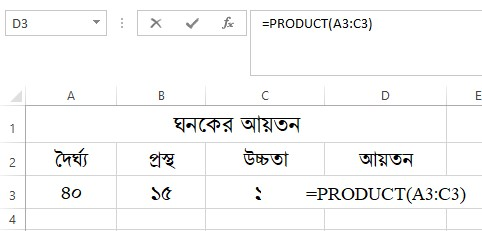 D3 =PRODUCT(A3:C3)
A B C D E
1 ঘনকের আয়তন
2 দৈর্ঘ্য প্রস্থ উচ্চতা আয়তন
3 ৪০ ১৫ ২ =PRODUCT(A3:C3)
4